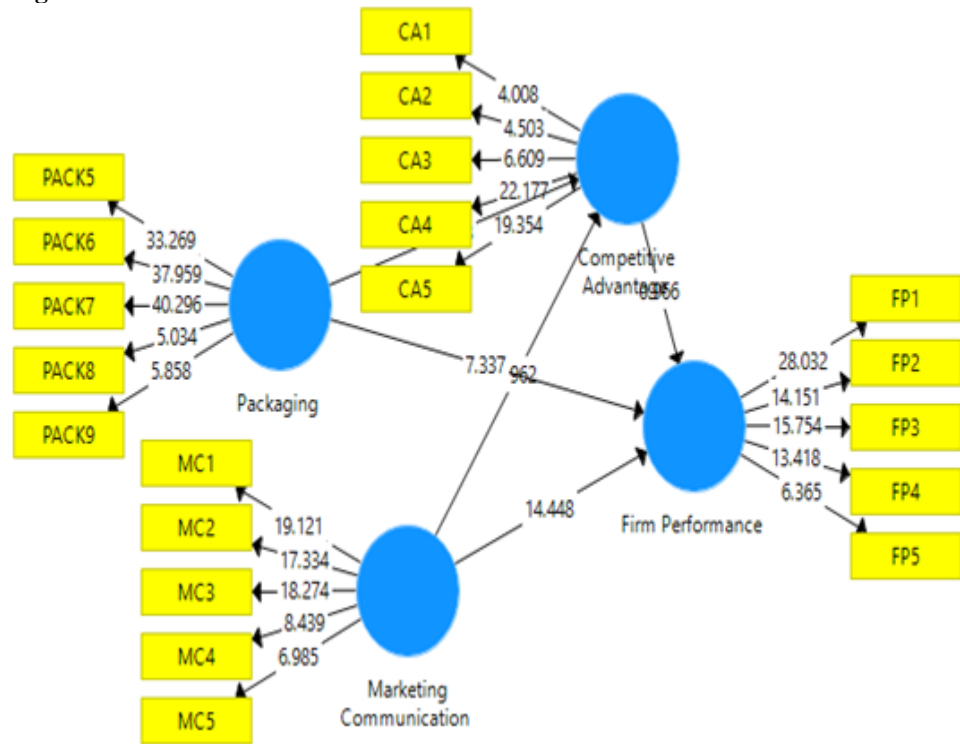 CA1
CA2
CA3
CA4
CA5
4.008
4.503
6.609
22.177
19.354
Competitive
Advantage
PACK5
PACK6
PACK7
PACK8
PACK9
33.269
37.959
40.296
5.034
5.858
Packaging
7.337
962
FP1
FP2
FP3
FP4
FP5
28.032
14.151
15.754
13.418
6.365
Firm Performance
14.448
MC1
MC2
MC3
MC4
MC5
19.121
17.334
18.274
8.439
6.985
Marketing
Communication